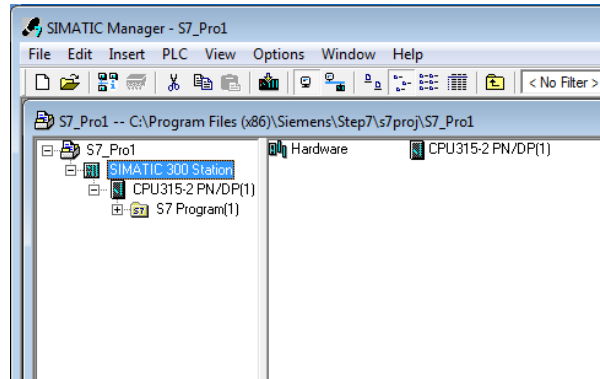 SIMATIC Manager - S7_Pro1
File Edit Insert PLC View Options Window Help
< No Filter >
S7_Pro1 -- C:\Program Files (x86)\Siemens\Step7\s7proj\S7_Pro1
S7_Pro1
SIMATIC 300 Station
CPU315-2 PN/DP(1)
S7 Program(1)
Hardware
CPU315-2 PN/DP(1)